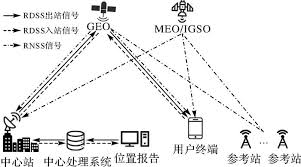 RDSS出站信号
RDSS入站信号
RNSS信号
GEO
MEO/IGSO
中心站
中心处理系统
位置报告
用户终端
参考站
...
参考站